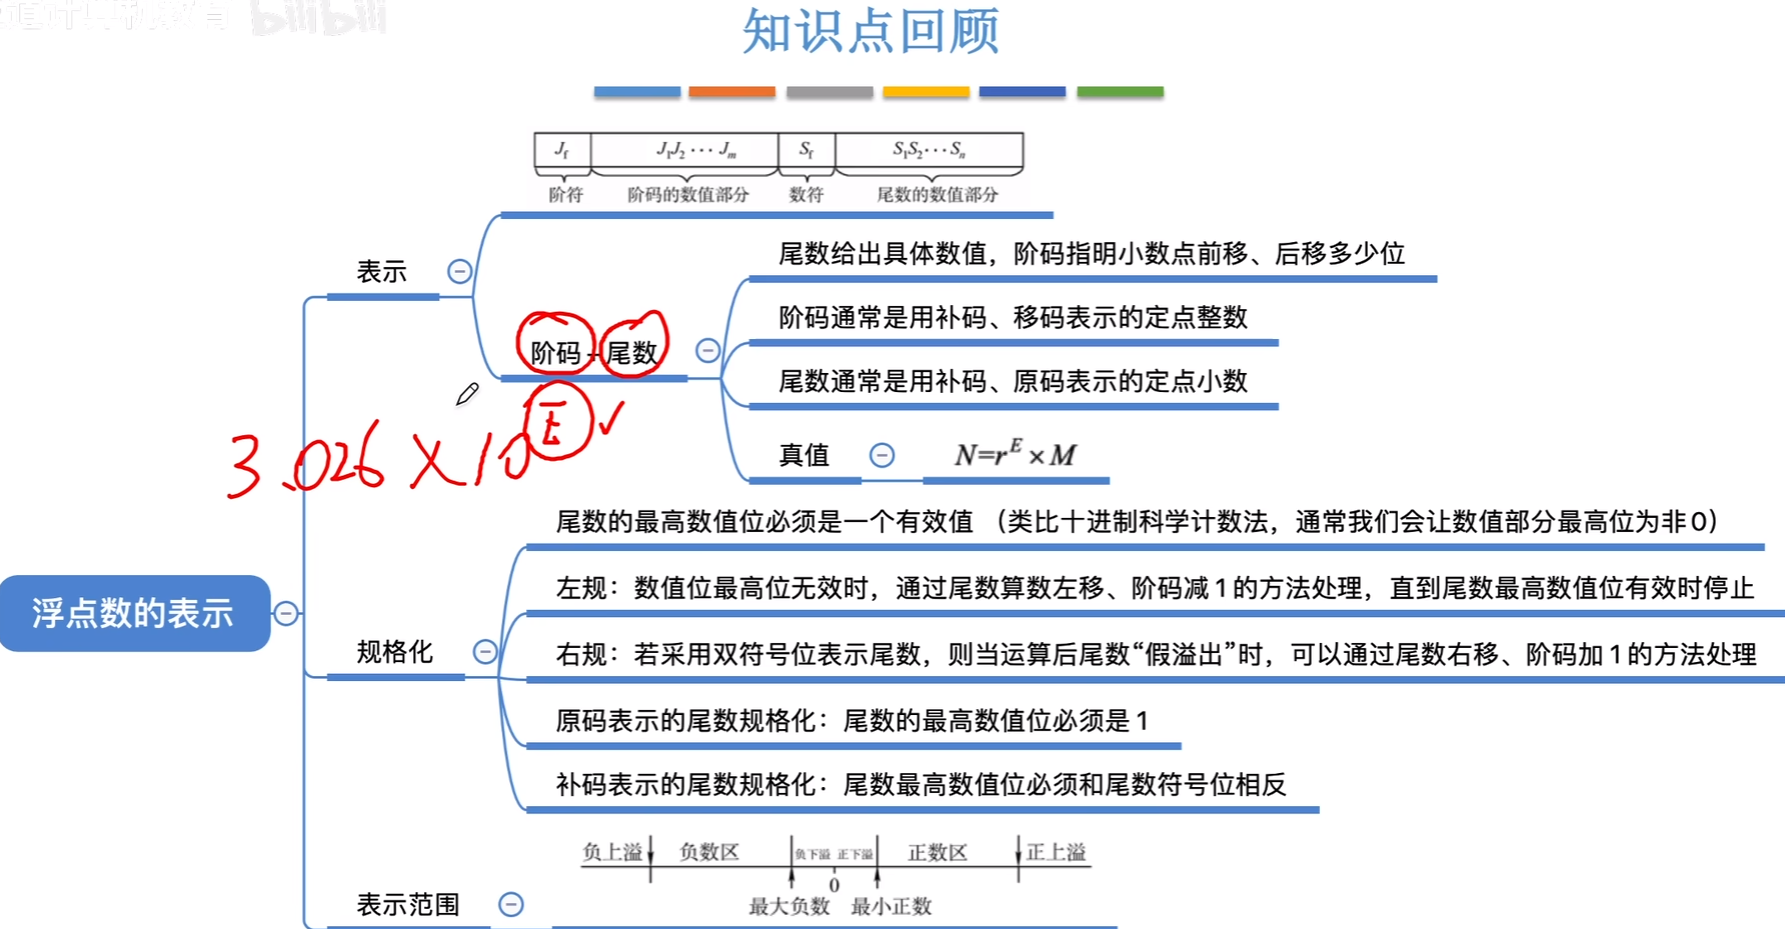 bilibili
知识点回顾
J_f J_1J_2 ··· J_m S_f S_1S_2 ··· S_n
阶符 阶码的数值部分 数符 尾数的数值部分
表示
尾数给出具体数值，阶码指明小数点前移、后移多少位
阶码通常是用补码、移码表示的定点整数
阶码-尾数
尾数通常是用补码、原码表示的定点小数
3.026×10^E
真值 N=r^E×M
尾数的最高数值位必须是一个有效值 （类比十进制科学计数法，通常我们会让数值部分最高位为非0）
左规：数值位最高位无效时，通过尾数算数左移、阶码减1的方法处理，直到尾数最高数值位有效时停止
浮点数的表示
规格化
右规：若采用双符号位表示尾数，则当运算后尾数“假溢出”时，可以通过尾数右移、阶码加1的方法处理
原码表示的尾数规格化：尾数的最高数值位必须是1
补码表示的尾数规格化：尾数最高数值位必须和尾数符号位相反
负上溢 负数区 负下溢 正下溢 正数区 正上溢
0
表示范围
最大负数 最小正数